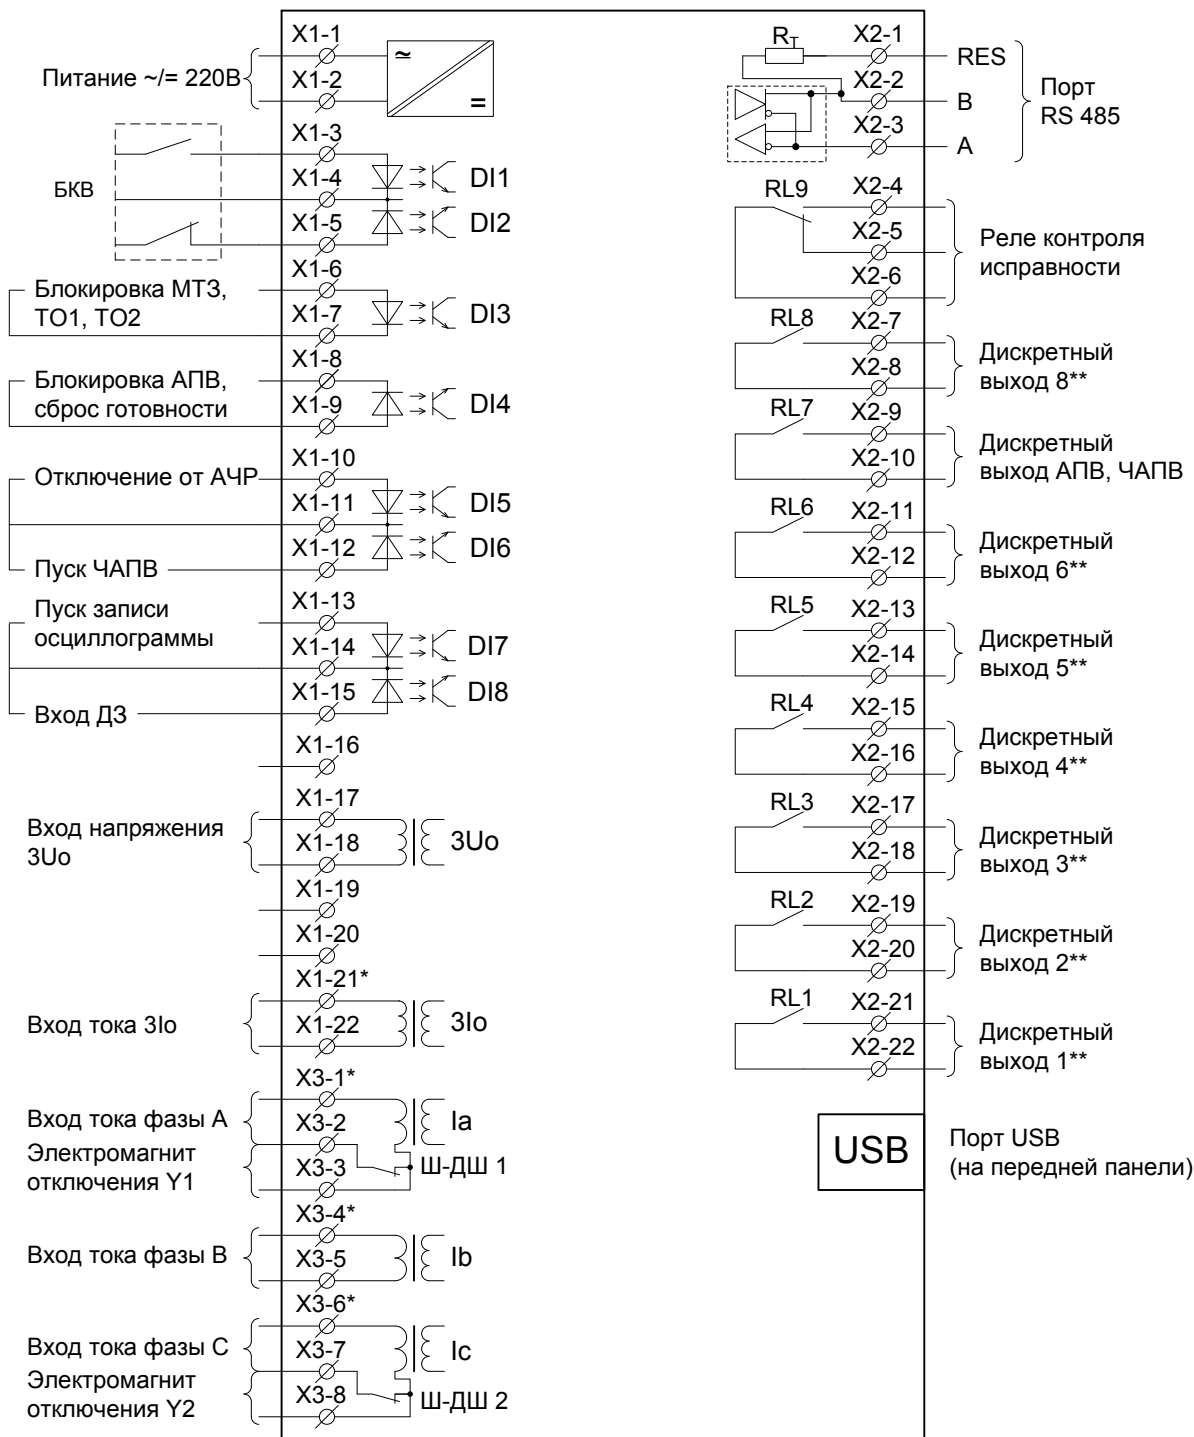 X1-1
Питание ~/= 220В
X1-2
≃
=
X1-3
БКВ
X1-4
DI1
X1-5
DI2
X1-6
Блокировка МТЗ,
ТО1, ТО2
X1-7
DI3
X1-8
Блокировка АПВ,
сброс готовности
X1-9
DI4
X1-10
Отключение от АЧР
X1-11
DI5
X1-12
DI6
Пуск ЧАПВ
X1-13
Пуск записи
осциллограммы
X1-14
DI7
X1-15
DI8
Вход ДЗ
X1-16
X1-17
Вход напряжения
3Uo
X1-18
3Uo
X1-19
X1-20
X1-21*
Вход тока 3Io
X1-22
3Io
X3-1*
Вход тока фазы А
X3-2
Ia
Электромагнит
отключения Y1
X3-3
Ш-ДШ 1
X3-4*
Вход тока фазы В
X3-5
Ib
X3-6*
Вход тока фазы С
X3-7
Ic
Электромагнит
отключения Y2
X3-8
Ш-ДШ 2
RT
X2-1
RES
X2-2
B
X2-3
A
Порт
RS 485
RL9
X2-4
X2-5
X2-6
Реле контроля
исправности
RL8
X2-7
X2-8
Дискретный
выход 8**
RL7
X2-9
X2-10
Дискретный
выход АПВ, ЧАПВ
RL6
X2-11
X2-12
Дискретный
выход 6**
RL5
X2-13
X2-14
Дискретный
выход 5**
RL4
X2-15
X2-16
Дискретный
выход 4**
RL3
X2-17
X2-18
Дискретный
выход 3**
RL2
X2-19
X2-20
Дискретный
выход 2**
RL1
X2-21
X2-22
Дискретный
выход 1**
USB
Порт USB
(на передней панели)